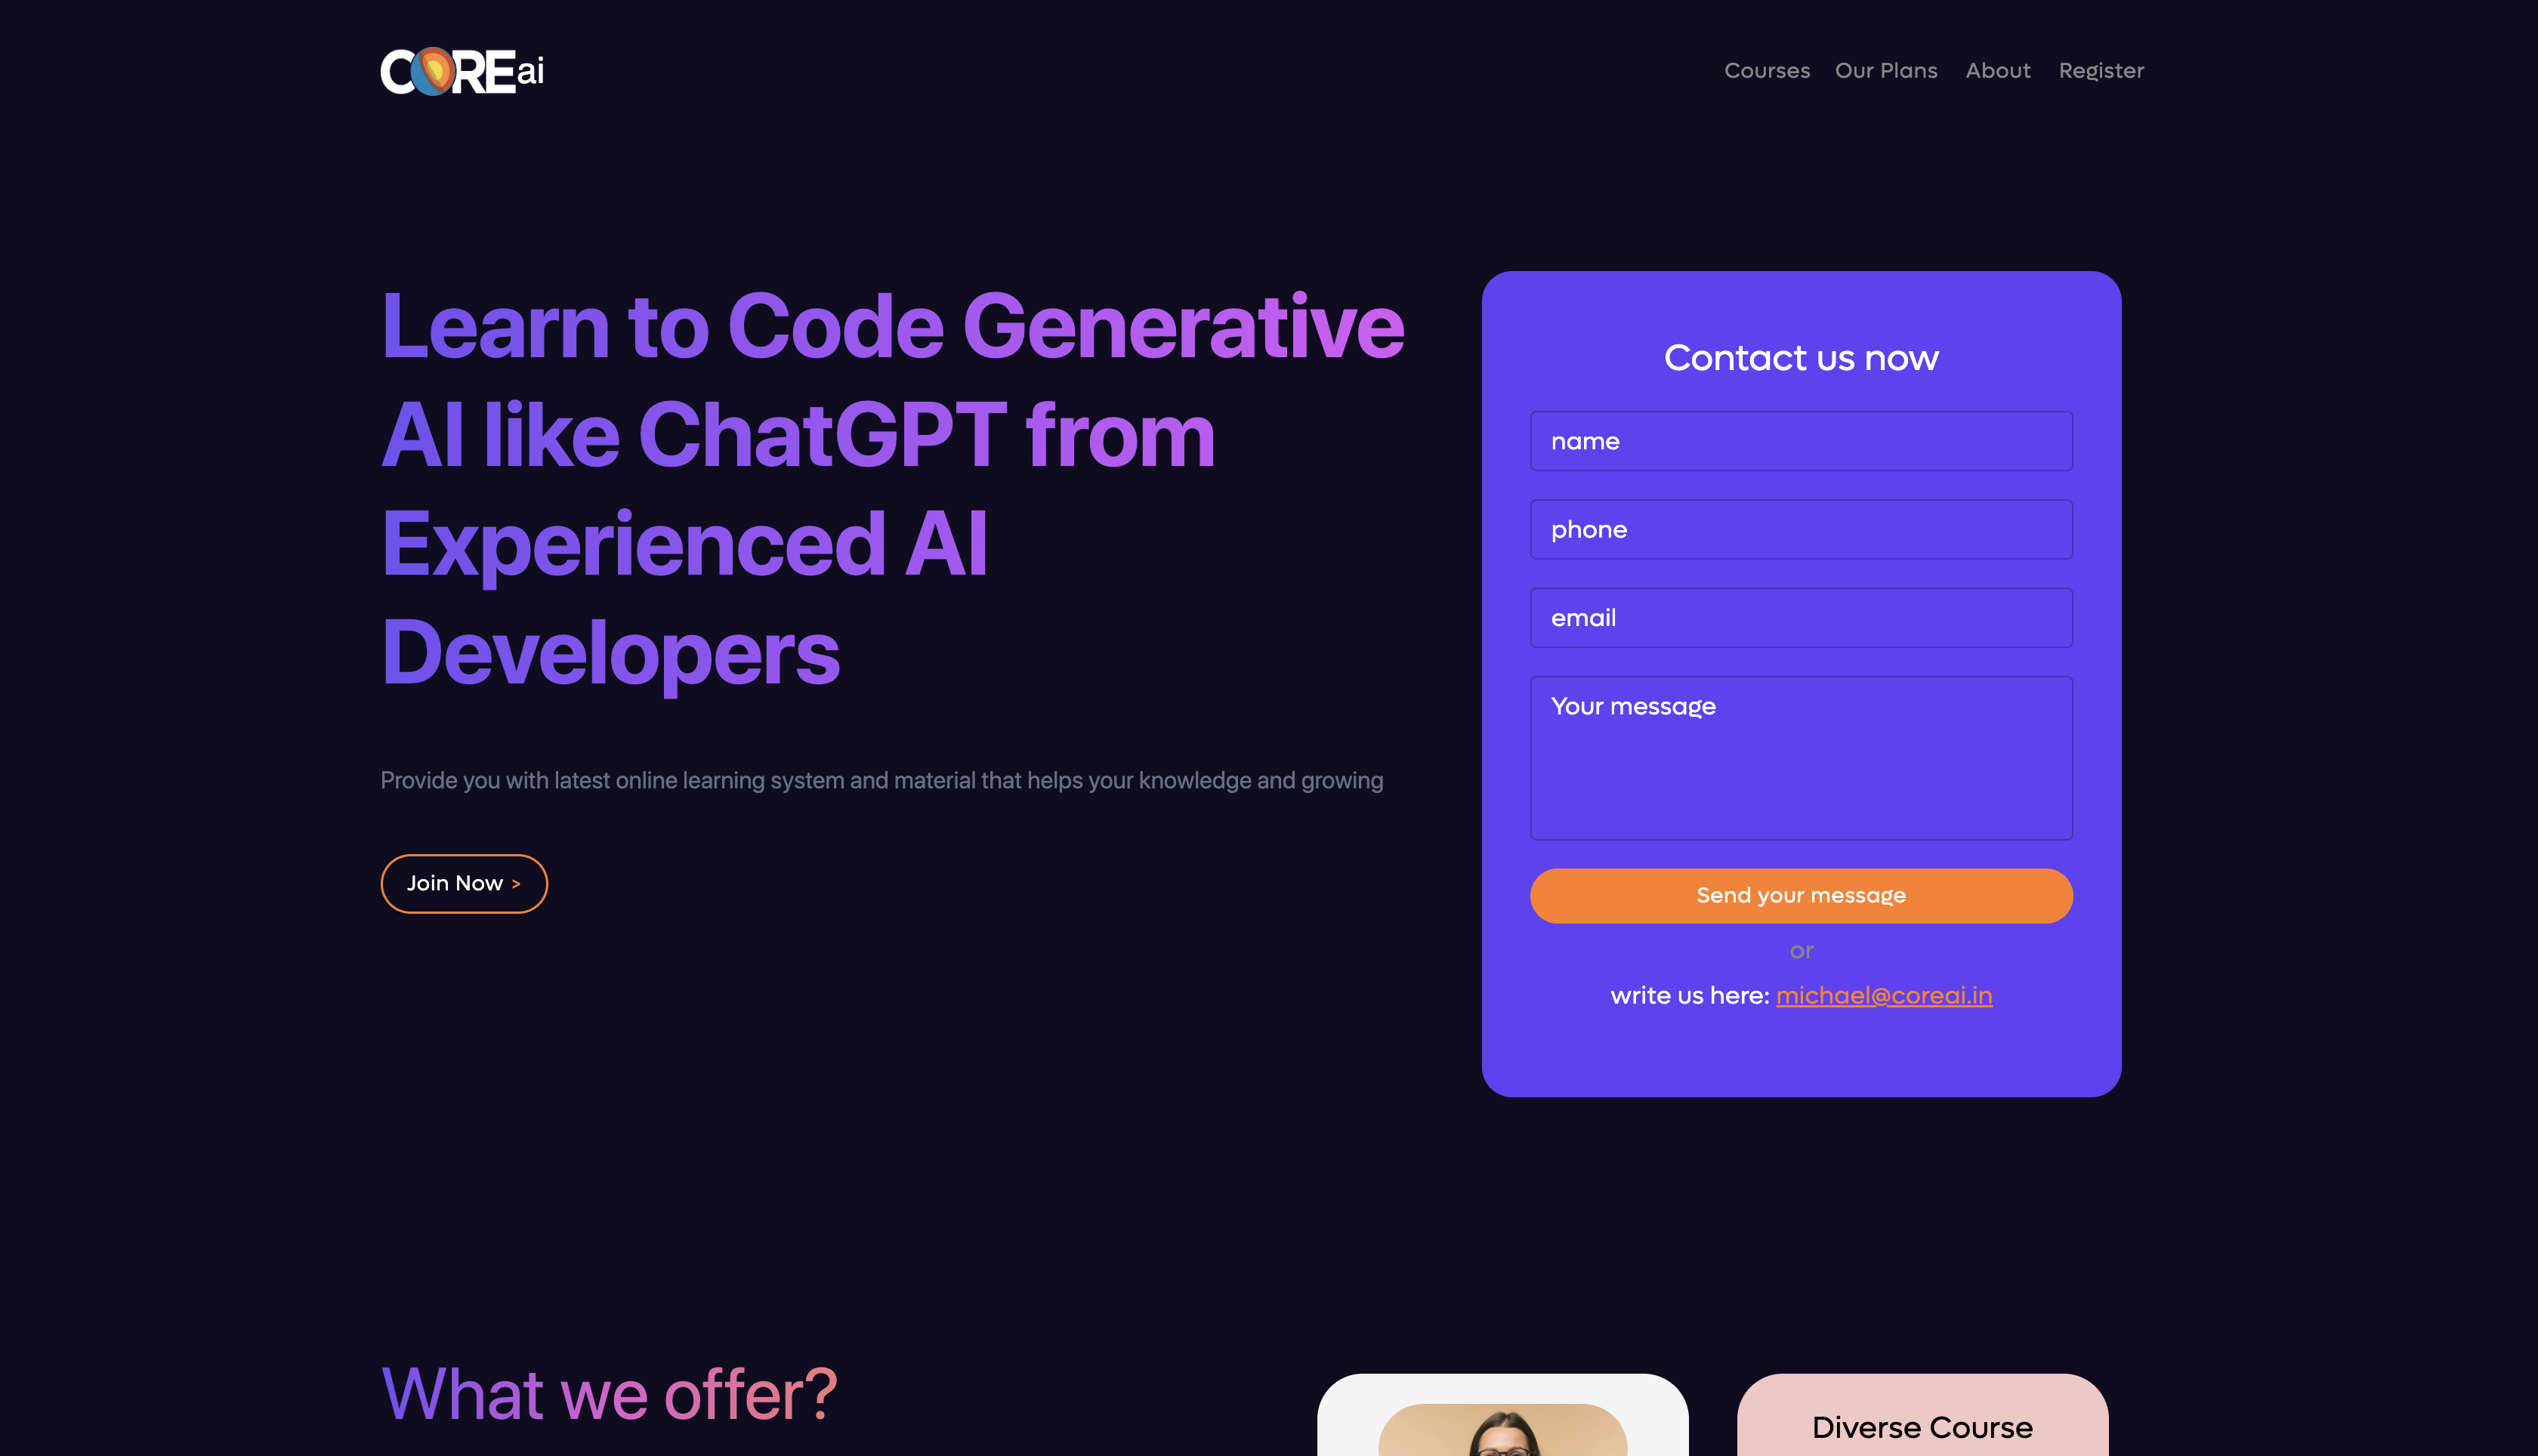 COREai
Courses Our Plans About Register
Learn to Code Generative
AI like ChatGPT from
Experienced AI
Developers
Provide you with latest online learning system and material that helps your knowledge and growing
Join Now >
Contact us now
name
phone
email
Your message
Send your message
or
write us here: michael@coreai.in
What we offer?
Diverse Course